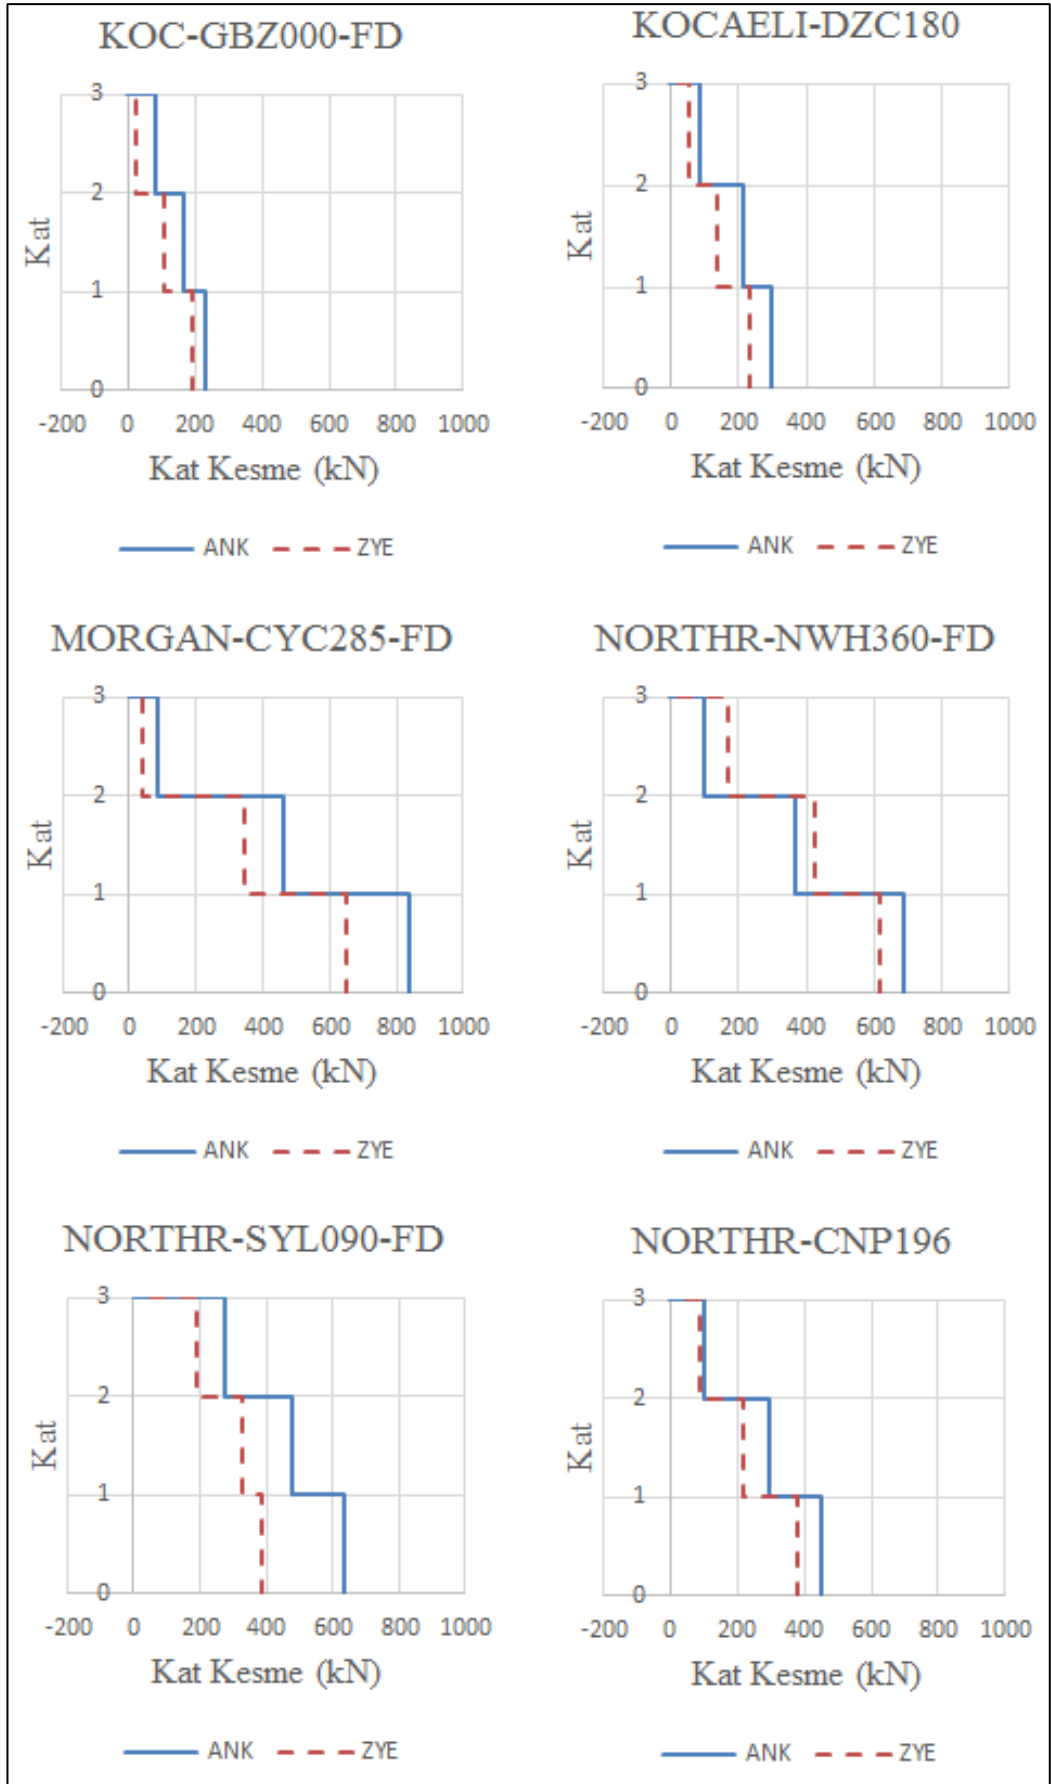 KOC-GBZ000-FD
3
2
1
0
Kat
-200 0 200 400 600 800 1000
Kat Kesme (kN)
ANK ZYE
KOCAELI-DZC180
3
2
1
0
Kat
-200 0 200 400 600 800 1000
Kat Kesme (kN)
ANK ZYE
MORGAN-CYC285-FD
3
2
1
0
Kat
-200 0 200 400 600 800 1000
Kat Kesme (kN)
ANK ZYE
NORTHR-NWH360-FD
3
2
1
0
Kat
-200 0 200 400 600 800 1000
Kat Kesme (kN)
ANK ZYE
NORTHR-SYL090-FD
3
2
1
0
Kat
-200 0 200 400 600 800 1000
Kat Kesme (kN)
ANK ZYE
NORTHR-CNP196
3
2
1
0
Kat
-200 0 200 400 600 800 1000
Kat Kesme (kN)
ANK ZYE